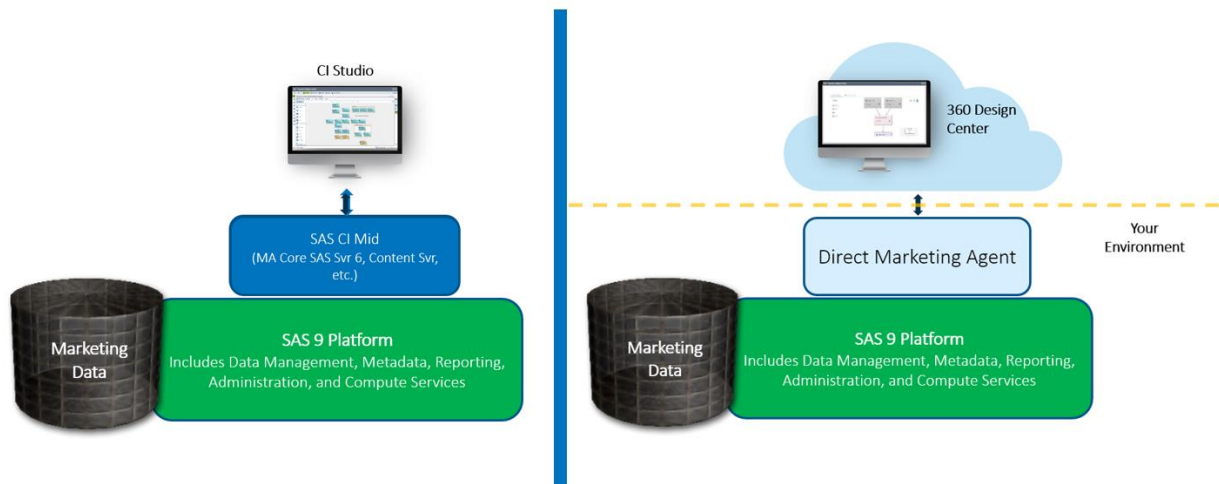 CI Studio
SAS CI Mid
(MA Core SAS Svr 6, Content Svr,
etc.)
Marketing
Data
SAS 9 Platform
Includes Data Management, Metadata, Reporting,
Administration, and Compute Services
360 Design
Center
Your
Environment
Direct Marketing Agent
Marketing
Data
SAS 9 Platform
Includes Data Management, Metadata, Reporting,
Administration, and Compute Services